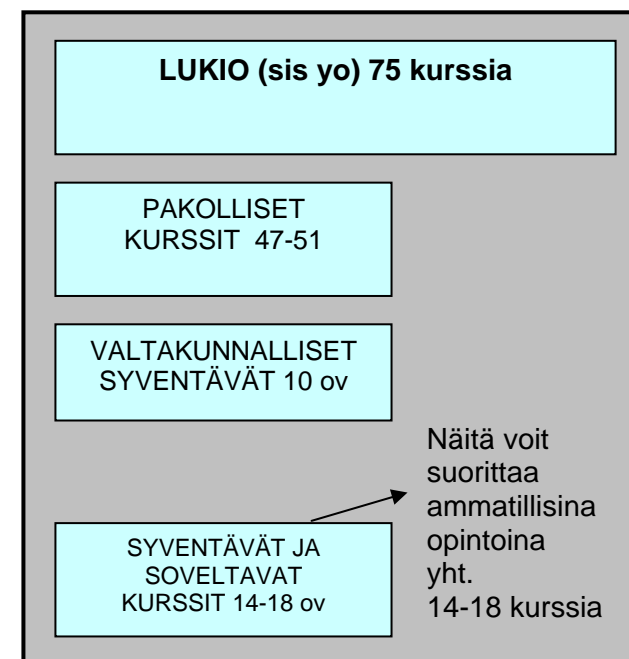 LUKIO (sis yo) 75 kurssia
PAKOLLISET
KURSSIT 47-51
VALTAKUNNALLISET
SYVENTÄVÄT 10 ov
Näitä voit
suorittaa
ammatillisina
opintoina
yht.
14-18 kurssia
SYVENTÄVÄT JA
SOVELTAVAT
KURSSIT 14-18 ov